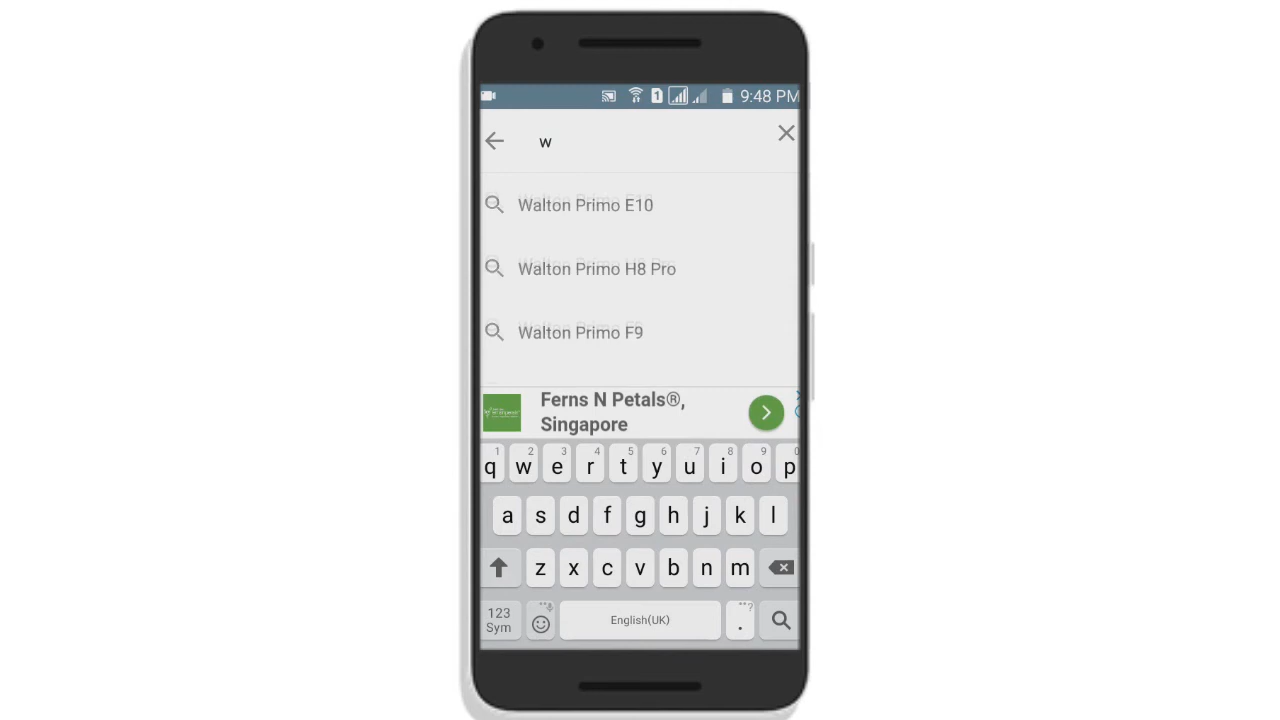 9:48 PM
w
Walton Primo E10
Walton Primo H8 Pro
Walton Primo F9
Ferns N Petals®,
Singapore
1 2 3 4 5 6 7 8 9 0
q w e r t y u i o p
a s d f g h j k l
z x c v b n m
123
Sym
English(UK)
. ?